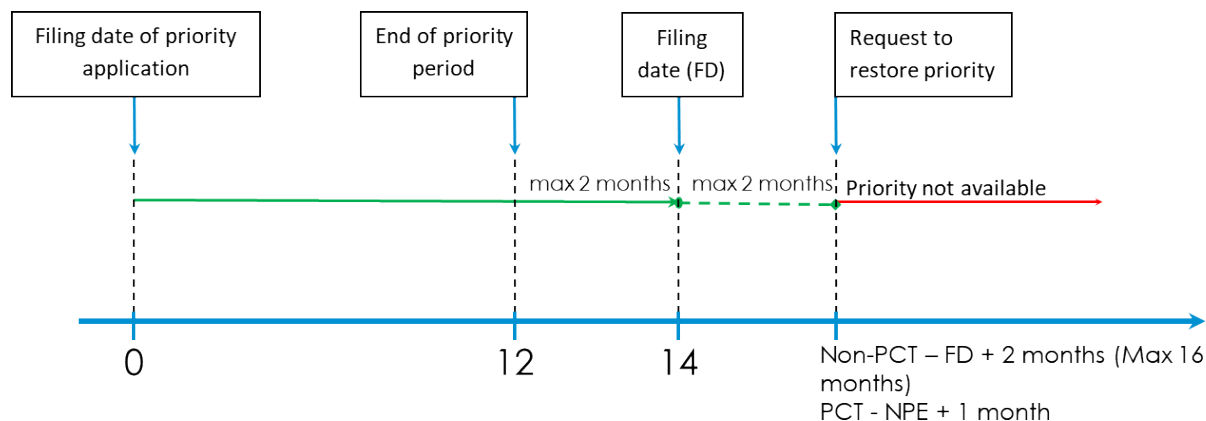 Filing date of priority
application
End of priority
period
Filing
date (FD)
Request to
restore priority
max 2 months
max 2 months
Priority not available
0
12
14
Non-PCT – FD + 2 months (Max 16
months)
PCT - NPE + 1 month